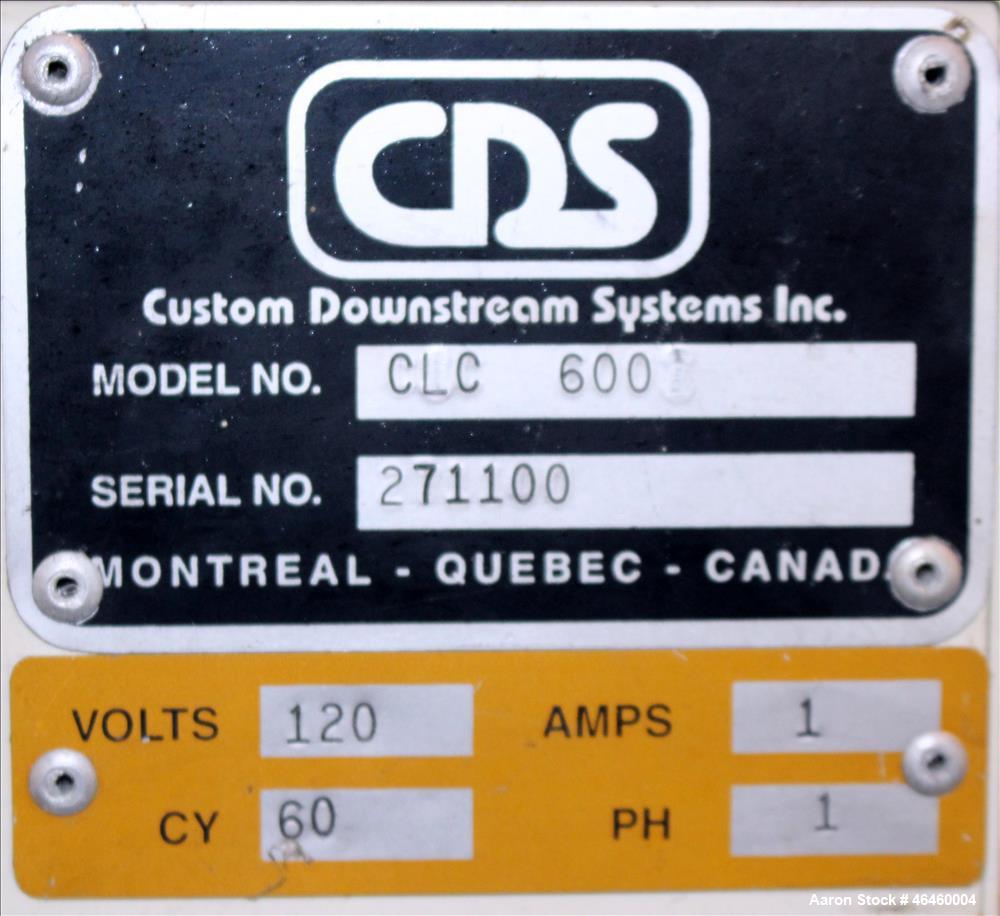 CDS
Custom Downstream Systems Inc.
MODEL NO. CLC 600
SERIAL NO. 271100
MONTREAL - QUEBEC - CANAD
VOLTS 120 AMPS 1
CY 60 PH 1
Aaron Stock # 46460004